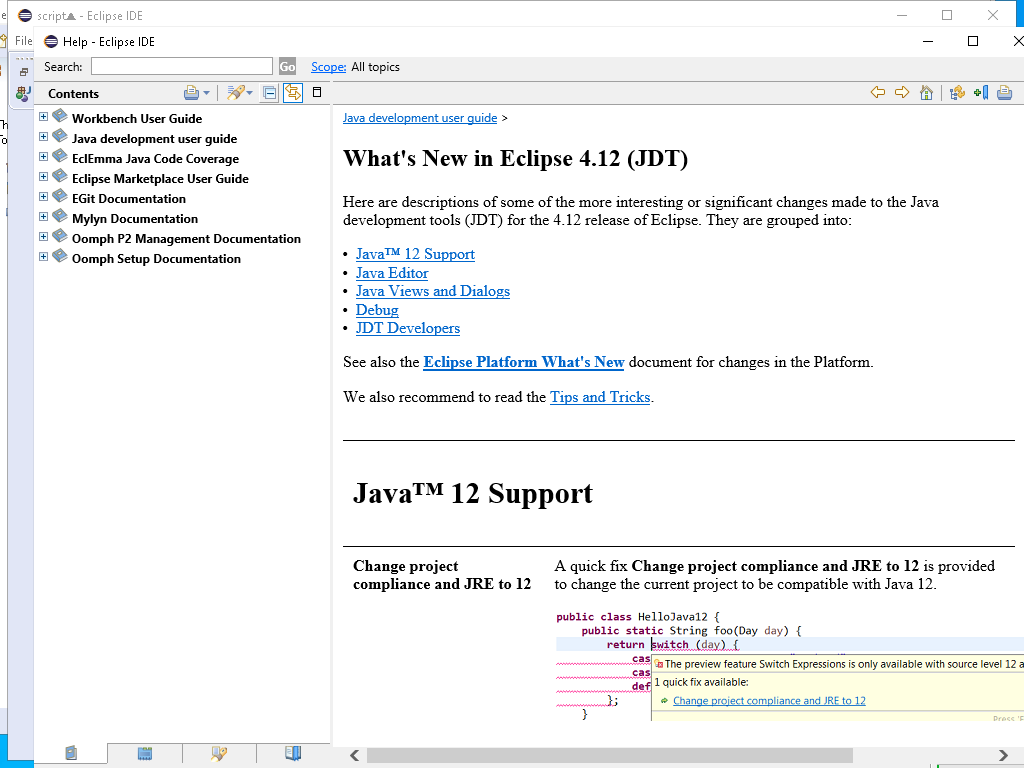 script - Eclipse IDE
File
Help - Eclipse IDE
Search:
Go
Scope: All topics
Contents
Workbench User Guide
Java development user guide
EclEmma Java Code Coverage
Eclipse Marketplace User Guide
EGit Documentation
Mylyn Documentation
Oomph P2 Management Documentation
Oomph Setup Documentation
Java development user guide >
What's New in Eclipse 4.12 (JDT)
Here are descriptions of some of the more interesting or significant changes made to the Java
development tools (JDT) for the 4.12 release of Eclipse. They are grouped into:
• Java™ 12 Support
• Java Editor
• Java Views and Dialogs
• Debug
• JDT Developers
See also the Eclipse Platform What's New document for changes in the Platform.
We also recommend to read the Tips and Tricks.
Java™ 12 Support
Change project
compliance and JRE to 12
A quick fix Change project compliance and JRE to 12 is provided
to change the current project to be compatible with Java 12.
public class HelloJava12 {
public static String foo(Day day) {
return switch (day) {
cas
cas
def
};
}
The preview feature Switch Expressions is only available with source level 12 a
1 quick fix available:
Change project compliance and JRE to 12
Press 'F